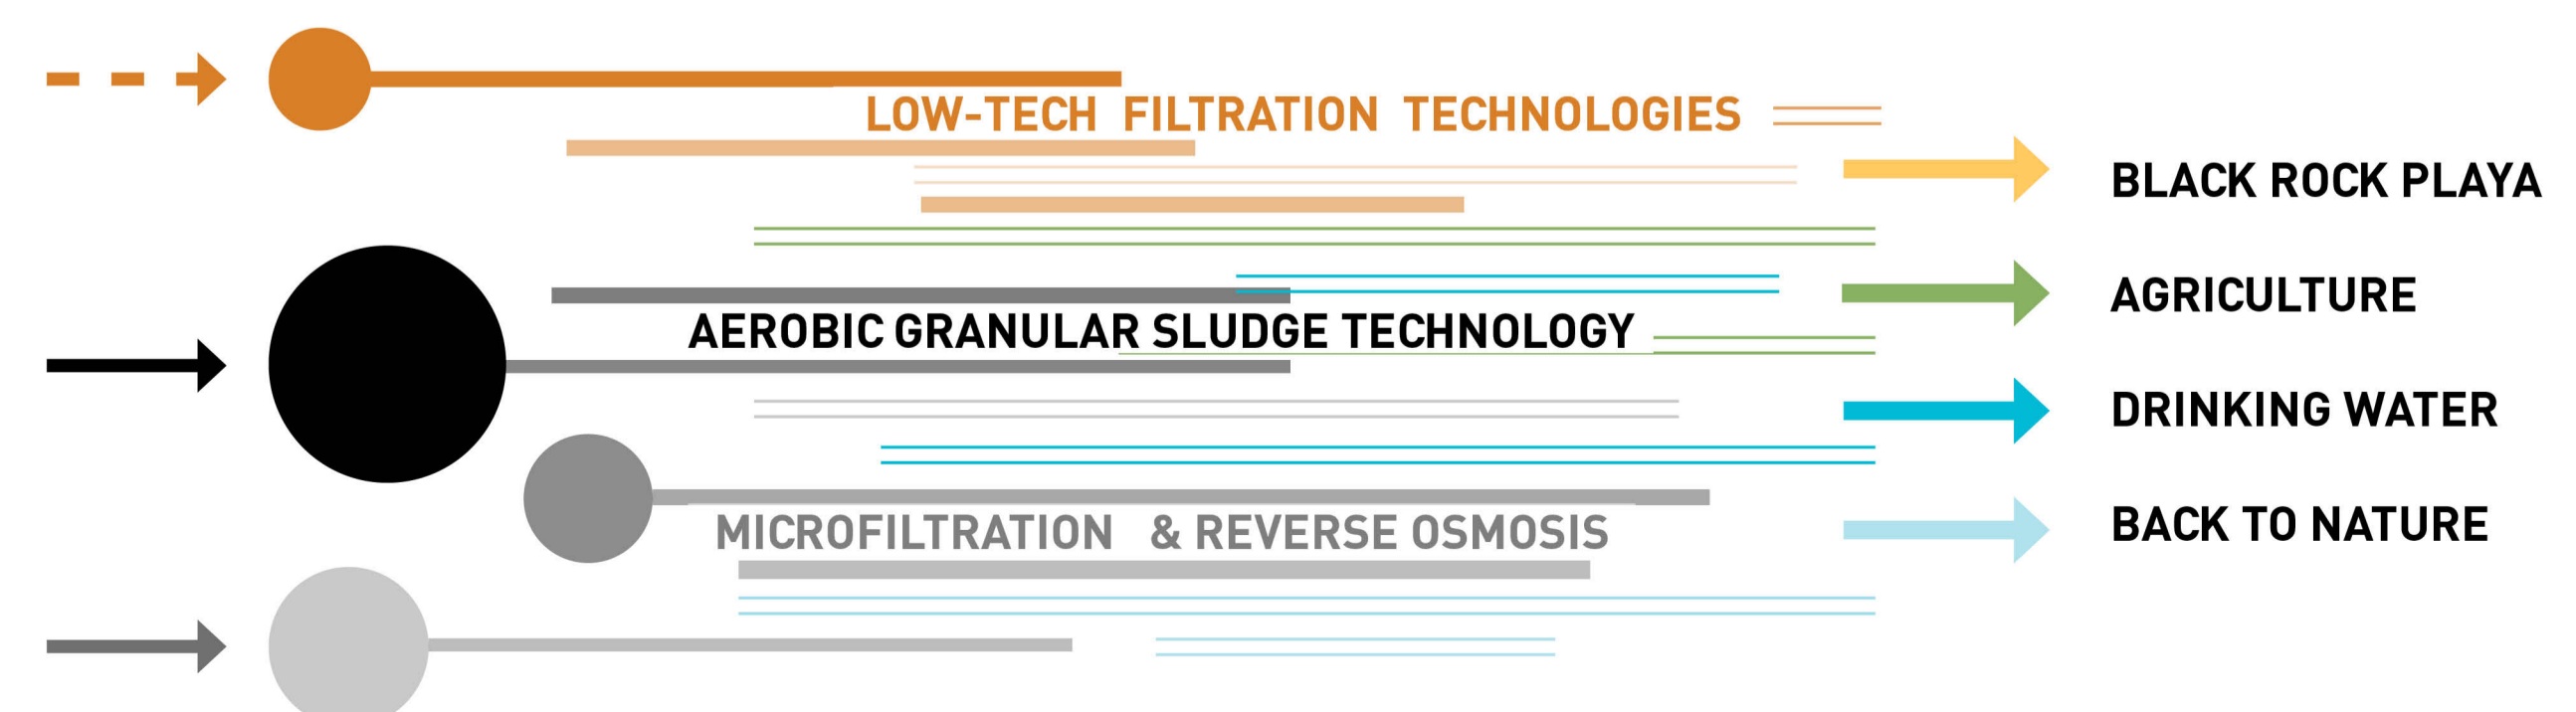 LOW-TECH FILTRATION TECHNOLOGIES
BLACK ROCK PLAYA
AGRICULTURE
AEROBIC GRANULAR SLUDGE TECHNOLOGY
DRINKING WATER
MICROFILTRATION & REVERSE OSMOSIS
BACK TO NATURE